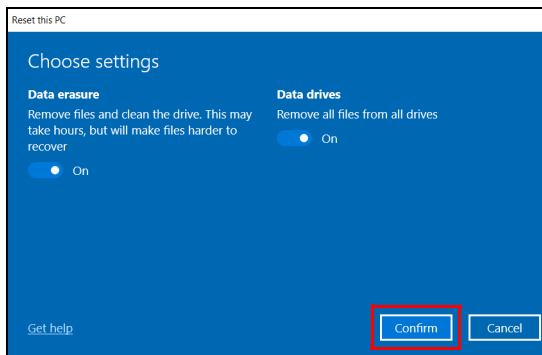 Reset this PC
Choose settings
Data erasure
Remove files and clean the drive. This may
take hours, but will make files harder to
recover
On
Data drives
Remove all files from all drives
On
Get help
Confirm
Cancel